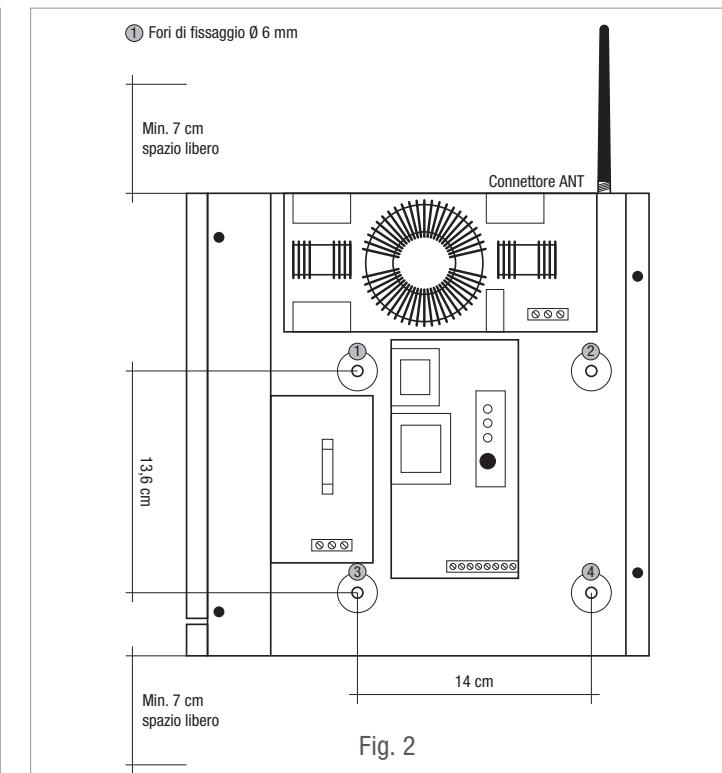 1 Fori di fissaggio Ø 6 mm
Min. 7 cm
spazio libero
Connettore ANT
1
2
13,6 cm
3
4
14 cm
Min. 7 cm
spazio libero
Fig. 2